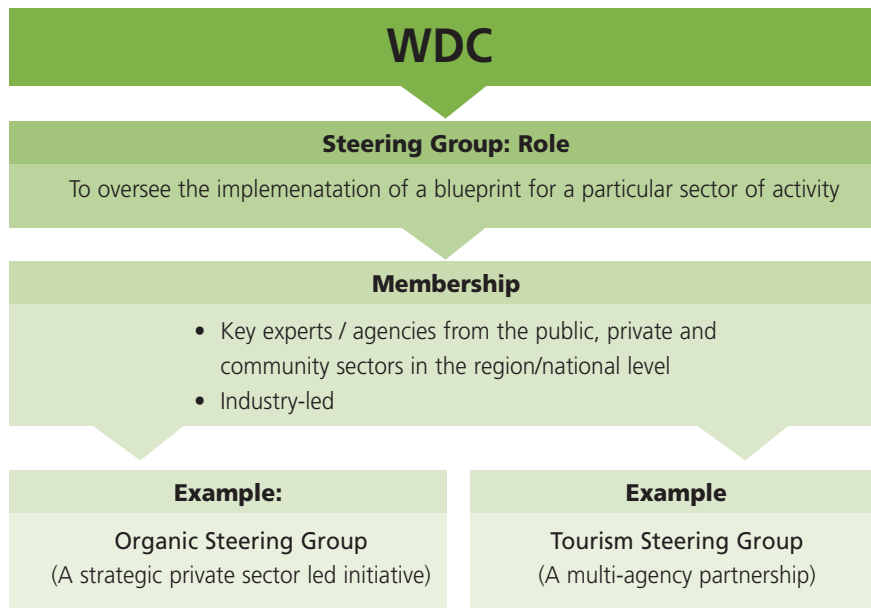 WDC
Steering Group: Role
To oversee the implemenatation of a blueprint for a particular sector of activity
Membership
• Key experts / agencies from the public, private and
community sectors in the region/national level
• Industry-led
Example:
Organic Steering Group
(A strategic private sector led initiative)
Example
Tourism Steering Group
(A multi-agency partnership)